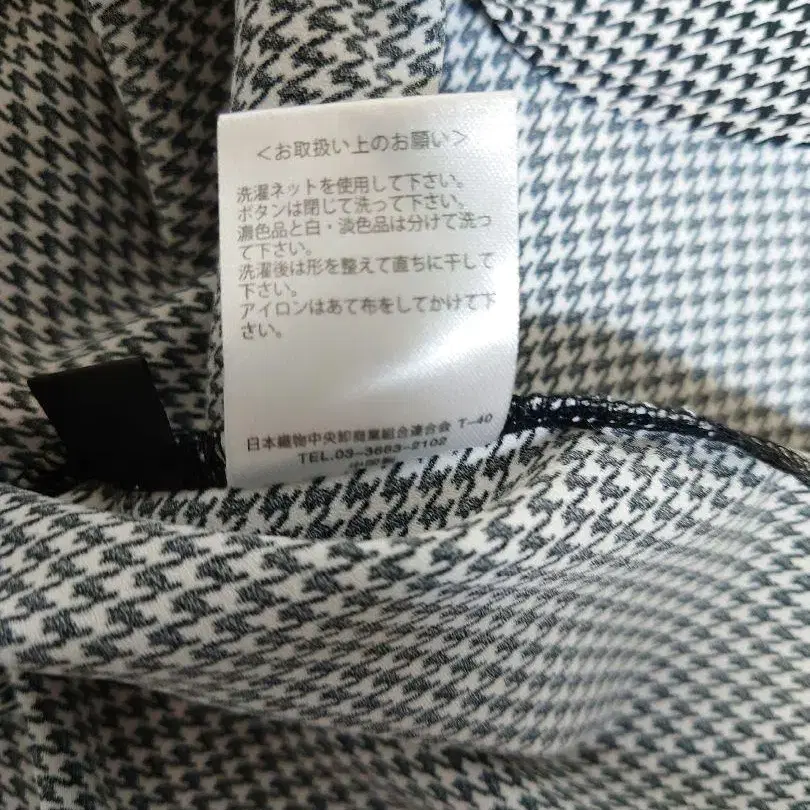 ＜お取扱い上のお願い＞
洗濯ネットを使用して下さい。
ボタンは閉じて洗って下さい。
濃色品と白・淡色品は分けて洗っ
て下さい。
洗濯後は形を整えて直ちに干して
下さい。
アイロンはあて布をしてかけて下
さい。
日本織物中央卸商業組合連合会 T-40
TEL.03-3663-2102